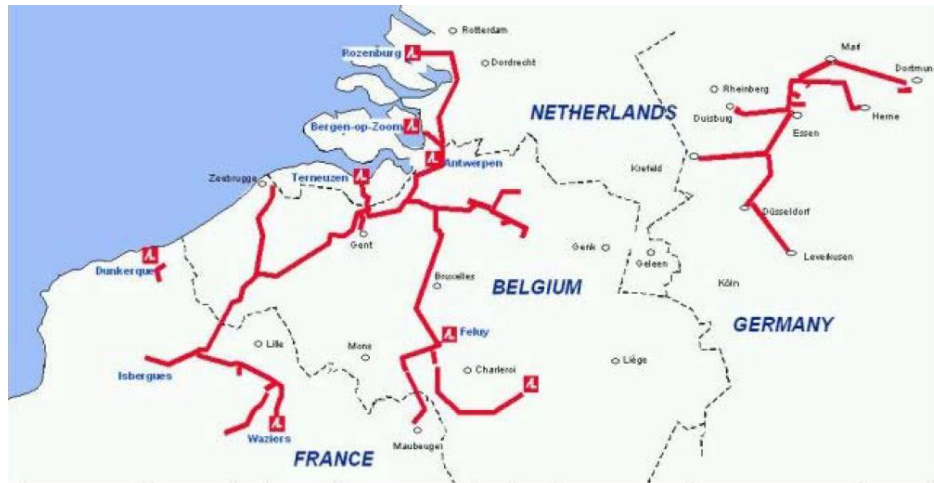 Rotterdam
Rozenburg
Dordrecht
Marl
Dortmun
Rheinberg
Duisburg
Herne
Essen
NETHERLANDS
Bergen-op-Zoom
Antwerpen
Krefeld
Terneuzen
Zeebrugge
Düsseldorf
Gent
Genk
Geleen
Leverkusen
Dunkerque
Bruxelles
Köln
BELGIUM
GERMANY
Feluy
Lille
Mons
Liège
Charleroi
Isbergues
Waziers
Maubeuge
FRANCE